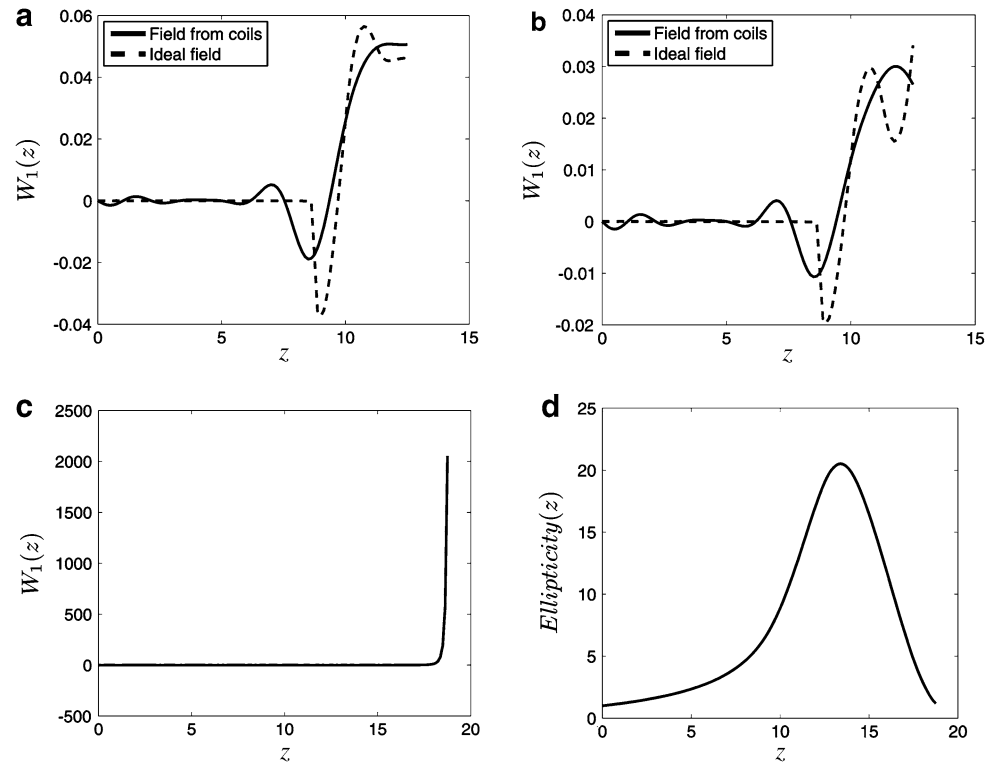 a
Field from coils
Ideal field
0.06
0.04
0.02
0
-0.02
-0.04
W₁(z)
0 5 10 15
z
b
Field from coils
Ideal field
0.04
0.03
0.02
0.01
0
-0.01
-0.02
W₁(z)
0 5 10 15
z
c
2500
2000
1500
1000
500
0
-500
W₁(z)
0 5 10 15 20
z
d
25
20
15
10
5
0
Ellipticity(z)
0 5 10 15 20
z